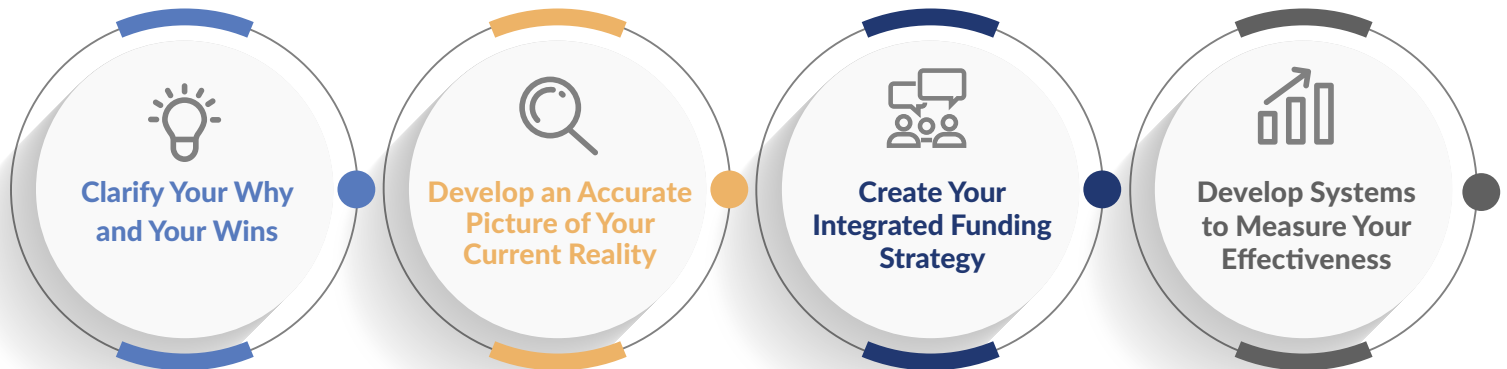 Clarify Your Why
and Your Wins
Develop an Accurate
Picture of Your
Current Reality
Create Your
Integrated Funding
Strategy
Develop Systems
to Measure Your
Effectiveness